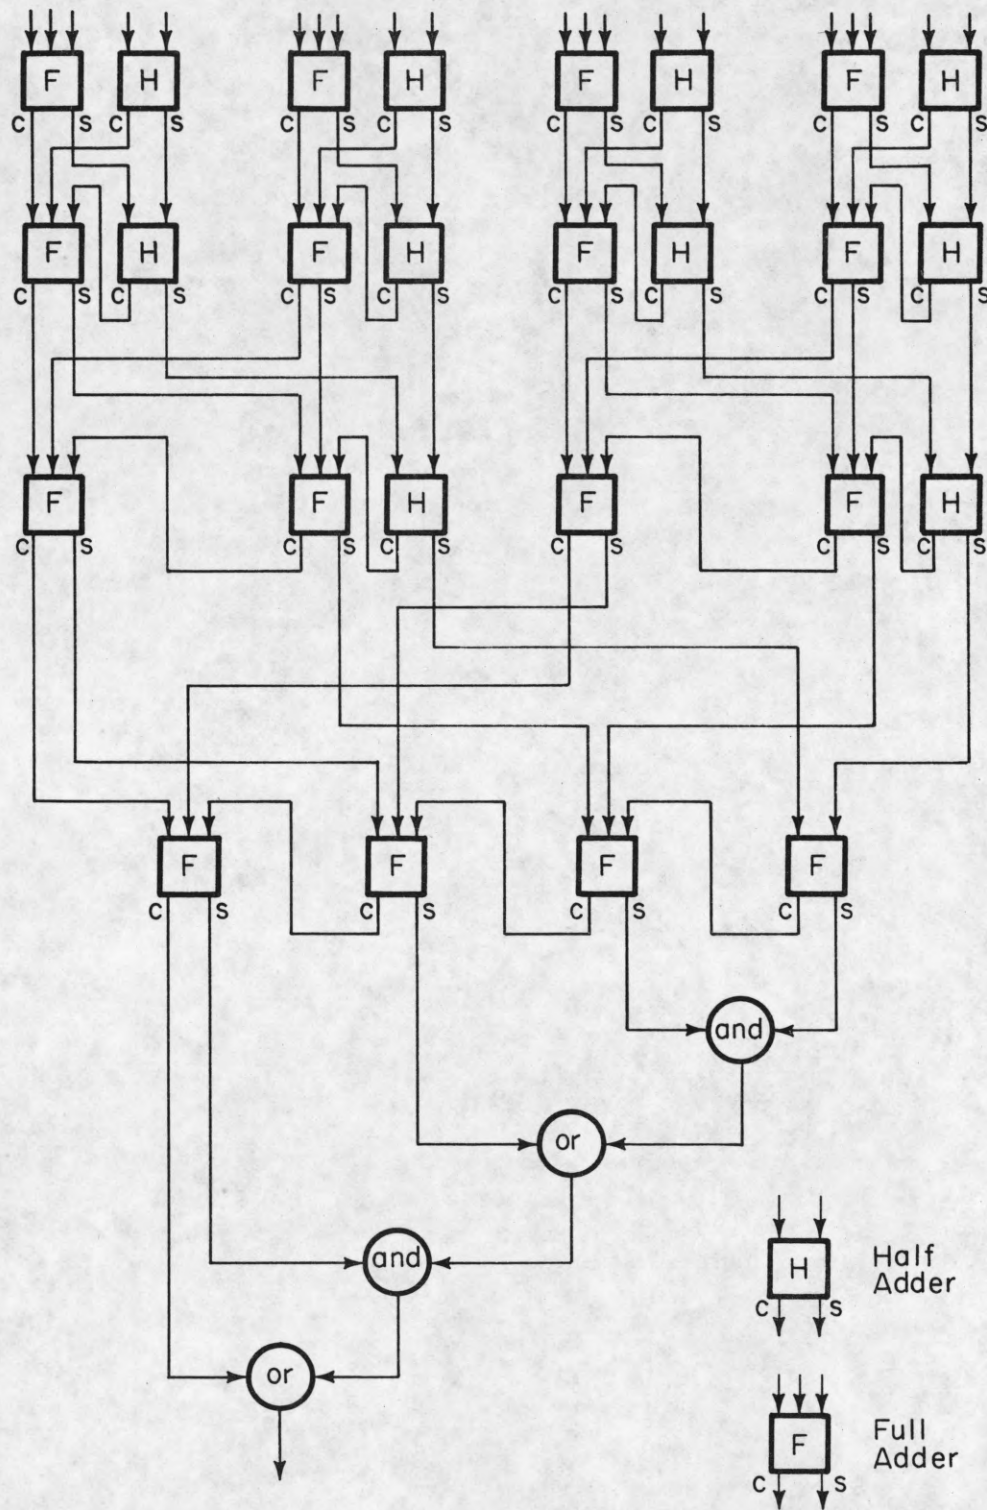 F H F H F H F H
C S C S C S C S C S C S C S C S
F H F H F H F H
C S C S C S C S C S C S C S C S
F F H F F H
C S C S C S C S C S C S
F F F F
C S C S C S C S
and
or
and
or
H
C S
Half
Adder
F
C S
Full
Adder